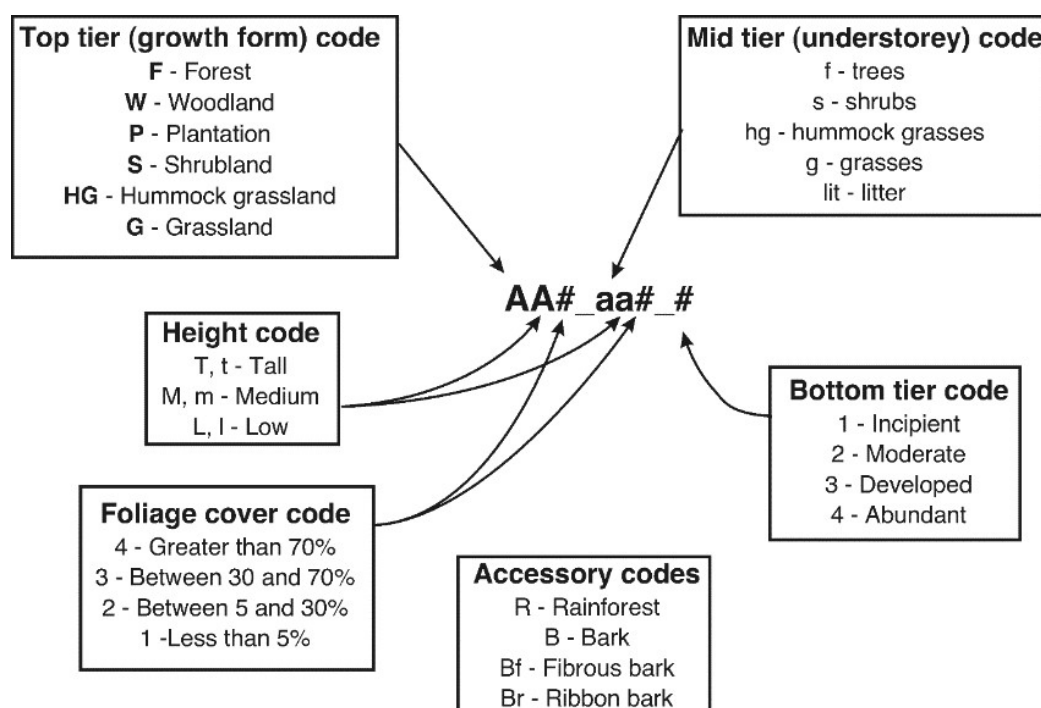 Top tier (growth form) code
F - Forest
W - Woodland
P - Plantation
S - Shrubland
HG - Hummock grassland
G - Grassland
Mid tier (understorey) code
f - trees
s - shrubs
hg - hummock grasses
g - grasses
lit - litter
AA#_aa#_#
Height code
T, t - Tall
M, m - Medium
L, l - Low
Bottom tier code
1 - Incipient
2 - Moderate
3 - Developed
4 - Abundant
Foliage cover code
4 - Greater than 70%
3 - Between 30 and 70%
2 - Between 5 and 30%
1 -Less than 5%
Accessory codes
R - Rainforest
B - Bark
Bf - Fibrous bark
Br - Ribbon bark